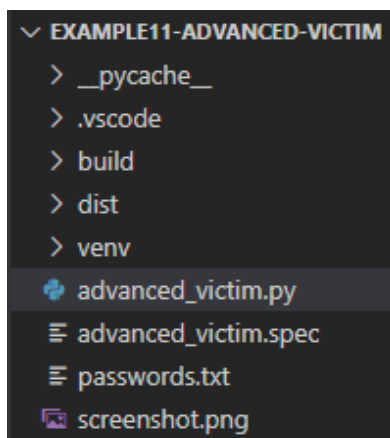 EXAMPLE11-ADVANCED-VICTIM
__pycache__
.vscode
build
dist
venv
advanced_victim.py
advanced_victim.spec
passwords.txt
screenshot.png